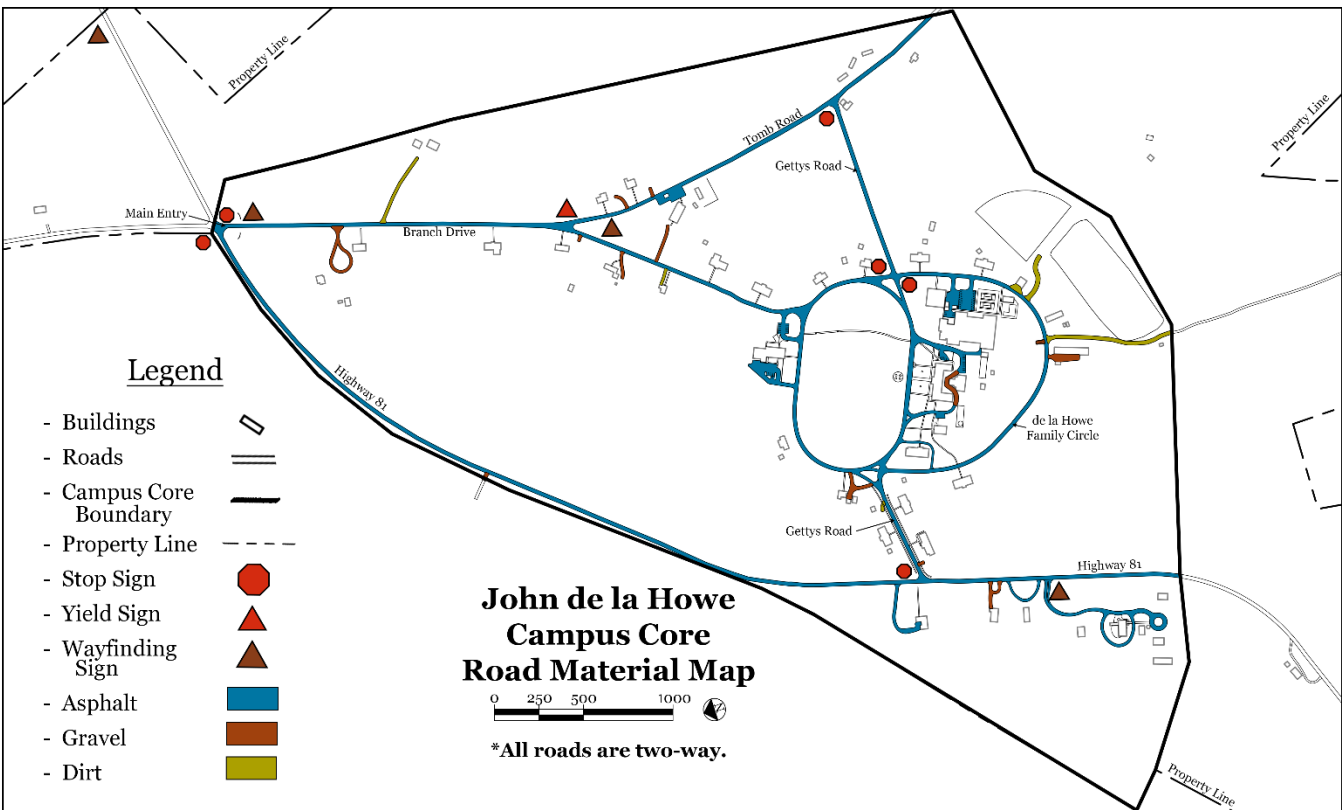 Property Line
Property Line
Tomb Road
Gettys Road
Main Entry
Branch Drive
Highway 81
de la Howe
Family Circle
Gettys Road
Highway 81
Legend
- Buildings
- Roads
- Campus Core
Boundary
- Property Line
- Stop Sign
- Yield Sign
- Wayfinding
Sign
- Asphalt
- Gravel
- Dirt
John de la Howe
Campus Core
Road Material Map
0 250 500 1000
N
*All roads are two-way.
Property Line